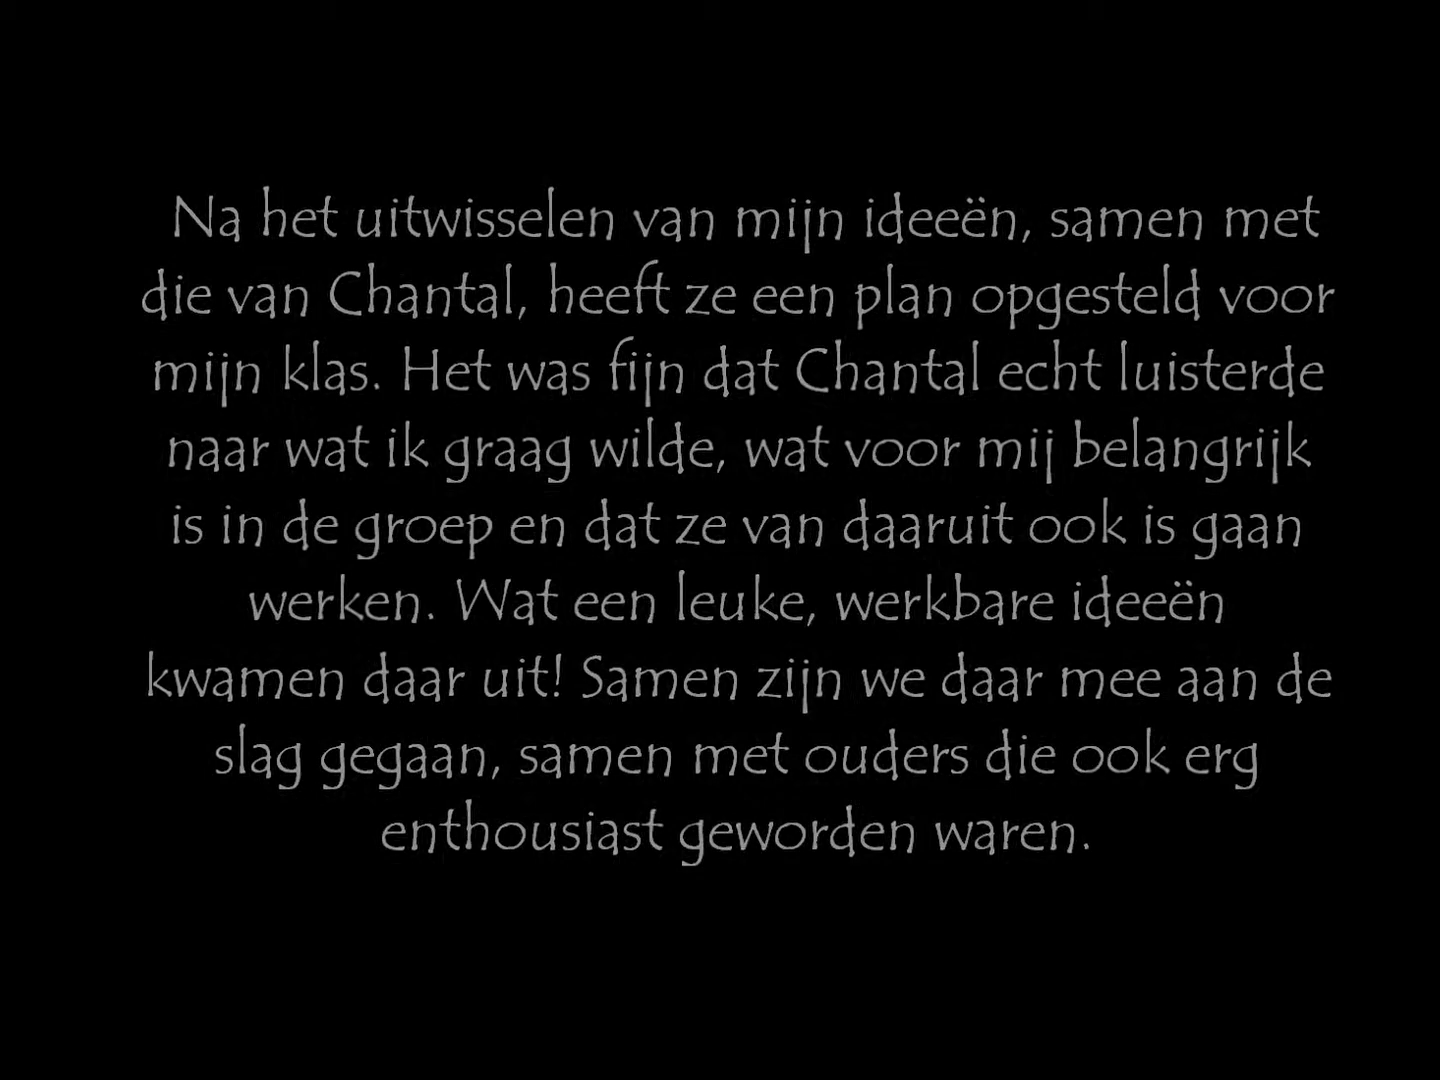 Na het uitwisselen van mijn ideeën, samen met
die van Chantal, heeft ze een plan opgesteld voor
mijn klas. Het was fijn dat Chantal echt luisterde
naar wat ik graag wilde, wat voor mij belangrijk
is in de groep en dat ze van daaruit ook is gaan
werken. Wat een leuke, werkbare ideeën
kwamen daar uit! Samen zijn we daar mee aan de
slag gegaan, samen met ouders die ook erg
enthousiast geworden waren.